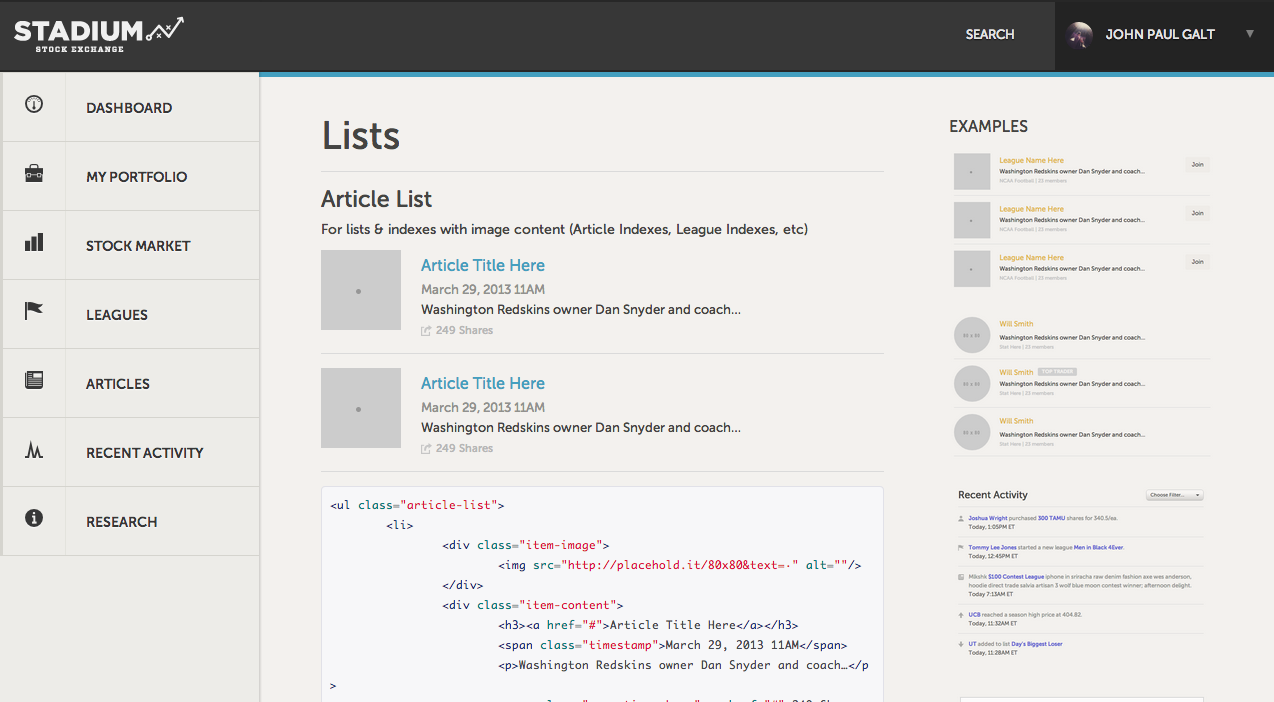 STADIUM
STOCK EXCHANGE
SEARCH
JOHN PAUL GALT
DASHBOARD
MY PORTFOLIO
STOCK MARKET
LEAGUES
ARTICLES
RECENT ACTIVITY
RESEARCH
Lists
Article List
For lists & indexes with image content (Article Indexes, League Indexes, etc)
Article Title Here
March 29, 2013 11AM
Washington Redskins owner Dan Snyder and coach...
249 Shares
Article Title Here
March 29, 2013 11AM
Washington Redskins owner Dan Snyder and coach...
249 Shares
<ul class="article-list">
<li>
<div class="item-image">
<img src="http://placehold.it/80x80&text=·" alt=""/>
</div>
<div class="item-content">
<h3><a href="#">Article Title Here</a></h3>
<span class="timestamp">March 29, 2013 11AM</span>
<p>Washington Redskins owner Dan Snyder and coach…</p
>
EXAMPLES
League Name Here
Washington Redskins owner Dan Snyder and coach...
NCAA Football | 23 members
Join
League Name Here
Washington Redskins owner Dan Snyder and coach...
NCAA Football | 23 members
Join
League Name Here
Washington Redskins owner Dan Snyder and coach...
NCAA Football | 23 members
Join
80 x 80
Will Smith
Washington Redskins owner Dan Snyder and coach...
Stat Here | 23 members
80 x 80
Will Smith TOP TRADER
Washington Redskins owner Dan Snyder and coach...
Stat Here | 23 members
80 x 80
Will Smith
Washington Redskins owner Dan Snyder and coach...
Stat Here | 23 members
Recent Activity
Choose Filter...
Joshua Wright purchased 300 TAMU shares for 340.5/ea.
Today, 1:05PM ET
Tommy Lee Jones started a new league Men in Black 4Ever.
Today, 12:45PM ET
Mlkshk $100 Contest League iphone in sriracha raw denim fashion axe wes anderson,
hoodie direct trade salvia artisan 3 wolf blue moon contest winner; afternoon delight.
Today 7:13AM ET
UCB reached a season high price at 404.82.
Today, 11:32AM ET
UT added to list Day's Biggest Loser
Today, 11:28AM ET